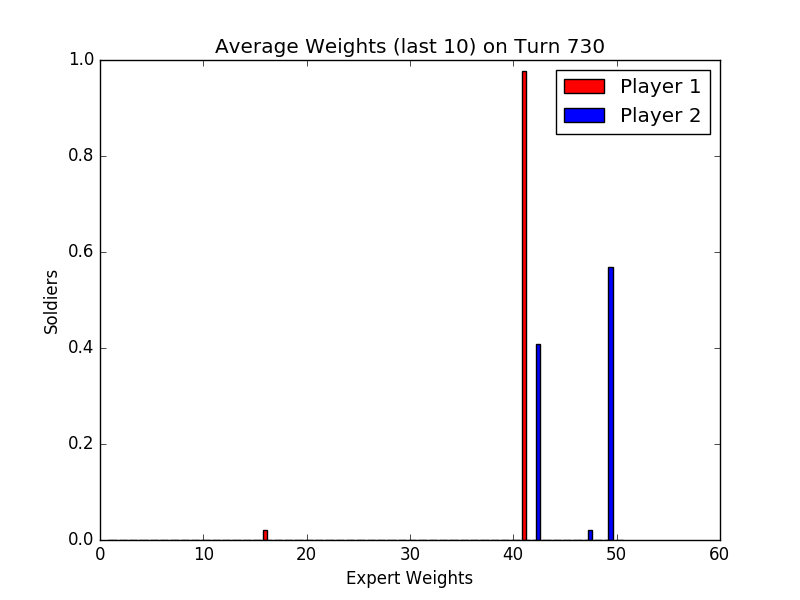 Average Weights (last 10) on Turn 730
1.0
0.8
0.6
0.4
0.2
0.0
Soldiers
Player 1
Player 2
0 10 20 30 40 50 60
Expert Weights